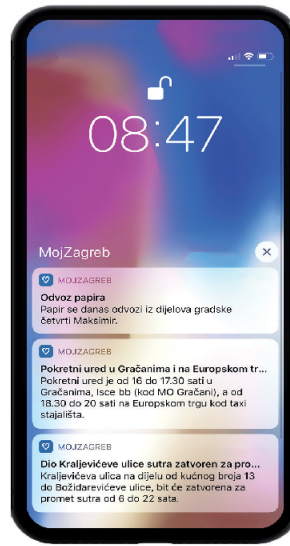 08:47
MojZagreb
MOJZAGREB
Odvoz papira
Papir se danas odvozi iz dijelova gradske
četvrti Maksimir.
MOJZAGREB
Pokretni ured u Gračanima i na Europskom tr...
Pokretni ured je od 16 do 17.30 sati u
Gračanima, Isce bb (kod MO Gračani), a od
18.30 do 20 sati na Europskom trgu kod taxi
stajališta.
MOJZAGREB
Dio Kraljevićeve ulice sutra zatvoren za pro...
Kraljevićeva ulica na dijelu od kućnog broja 13
do Božidarevićeve ulice, bit će zatvorena za
promet sutra od 6 do 22 sata.